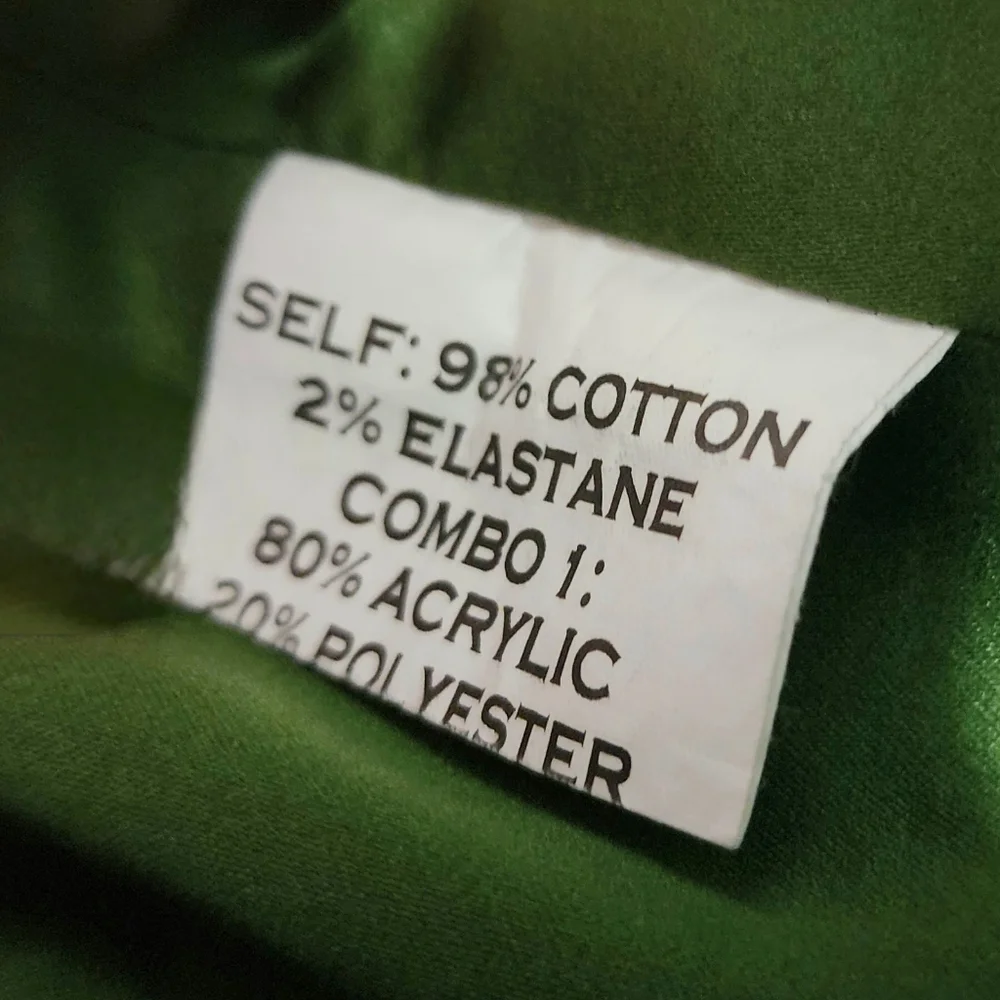 SELF: 98% COTTON
2% ELASTANE
COMBO 1:
80% ACRYLIC
20% POLYESTER